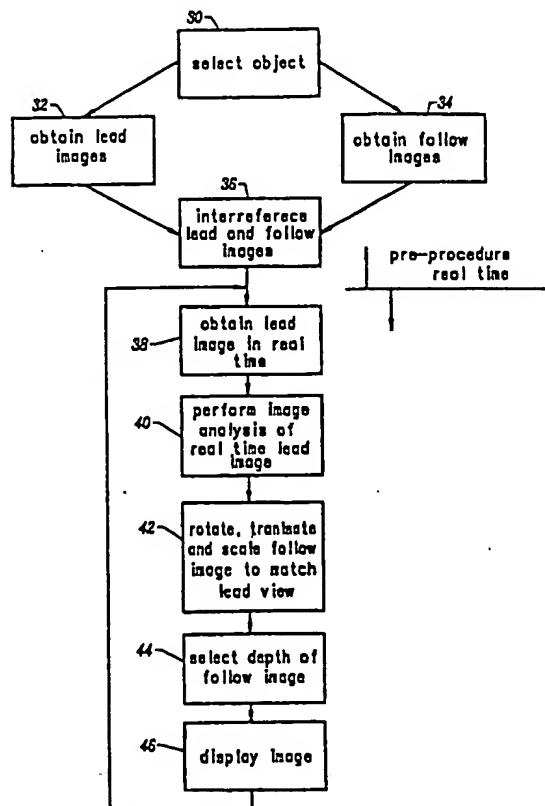 30
select object
32
obtain lead
images
34
obtain follow
images
36
interreference
lead and follow
images
pre-procedure
real time
38
obtain lead
image in real
time
40
perform image
analysis of
real time lead
image
42
rotate, translate
and scale follow
image to match
lead view
44
select depth of
follow image
46
display image